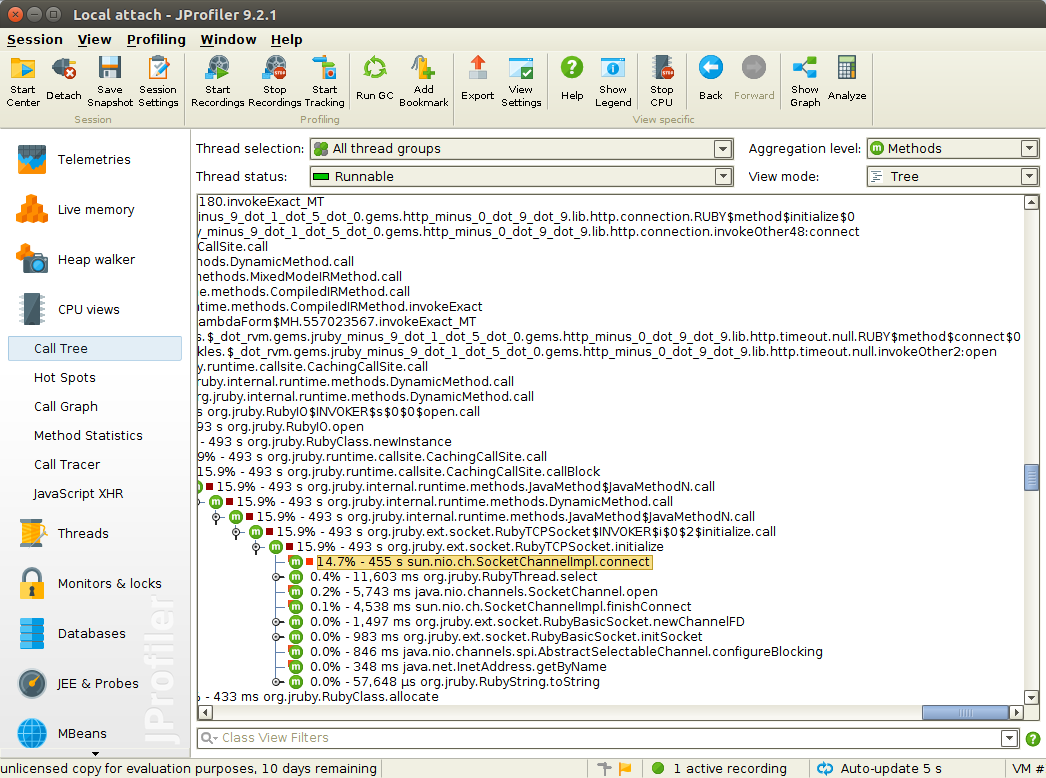 Local attach - JProfiler 9.2.1
Session View Profiling Window Help
Start Center
Detach
Save Snapshot
Session Settings
Start Recordings
Stop Recordings
Start Tracking
Run GC
Add Bookmark
Export
View Settings
Help
Show Legend
Stop CPU
Back
Forward
Show Graph
Analyze
Session
Profiling
View specific
Telemetries
Live memory
Heap walker
CPU views
Call Tree
Hot Spots
Call Graph
Method Statistics
Call Tracer
JavaScript XHR
Threads
Monitors & locks
Databases
JEE & Probes
MBeans
JProfiler
Thread selection: All thread groups
Aggregation level: Methods
Thread status: Runnable
View mode: Tree
180.invokeExact_MT
inus_9_dot_1_dot_5_dot_0.gems.http_minus_0_dot_9_dot_9.lib.http.connection.RUBY$method$initialize$0
y_minus_9_dot_1_dot_5_dot_0.gems.http_minus_0_dot_9_dot_9.lib.http.connection.invokeOther48:connect
CallSite.call
hods.DynamicMethod.call
nethods.MixedModeIRMethod.call
e.methods.CompiledIRMethod.call
ntime.methods.CompiledIRMethod.invokeExact
ambdaForm$MH.557023567.invokeExact_MT
s.$_dot_rvm.gems.jruby_minus_9_dot_1_dot_5_dot_0.gems.http_minus_0_dot_9_dot_9.lib.http.timeout.null.RUBY$method$connect$0
kles.$_dot_rvm.gems.jruby_minus_9_dot_1_dot_5_dot_0.gems.http_minus_0_dot_9_dot_9.lib.http.timeout.null.invokeOther2:open
y.runtime.callsite.CachingCallSite.call
ruby.internal.runtime.methods.DynamicMethod.call
rg.jruby.internal.runtime.methods.DynamicMethod.call
s org.jruby.RubyIO$INVOKER$s$0$0$open.call
93 s org.jruby.RubyIO.open
- 493 s org.jruby.RubyClass.newInstance
9% - 493 s org.jruby.runtime.callsite.CachingCallSite.call
15.9% - 493 s org.jruby.runtime.callsite.CachingCallSite.callBlock
15.9% - 493 s org.jruby.internal.runtime.methods.JavaMethod$JavaMethodN.call
15.9% - 493 s org.jruby.internal.runtime.methods.DynamicMethod.call
15.9% - 493 s org.jruby.internal.runtime.methods.JavaMethod$JavaMethodN.call
15.9% - 493 s org.jruby.ext.socket.RubyTCPSocket$INVOKER$i$0$2$initialize.call
15.9% - 493 s org.jruby.ext.socket.RubyTCPSocket.initialize
14.7% - 455 s sun.nio.ch.SocketChannelImpl.connect
0.4% - 11,603 ms org.jruby.RubyThread.select
0.2% - 5,743 ms java.nio.channels.SocketChannel.open
0.1% - 4,538 ms sun.nio.ch.SocketChannelImpl.finishConnect
0.0% - 1,497 ms org.jruby.ext.socket.RubyBasicSocket.newChannelFD
0.0% - 983 ms org.jruby.ext.socket.RubyBasicSocket.initSocket
0.0% - 846 ms java.nio.channels.spi.AbstractSelectableChannel.configureBlocking
0.0% - 348 ms java.net.InetAddress.getByName
0.0% - 57,648 µs org.jruby.RubyString.toString
- 433 ms org.jruby.RubyClass.allocate
Class View Filters
unlicensed copy for evaluation purposes, 10 days remaining
1 active recording
Auto-update 5 s
VM #